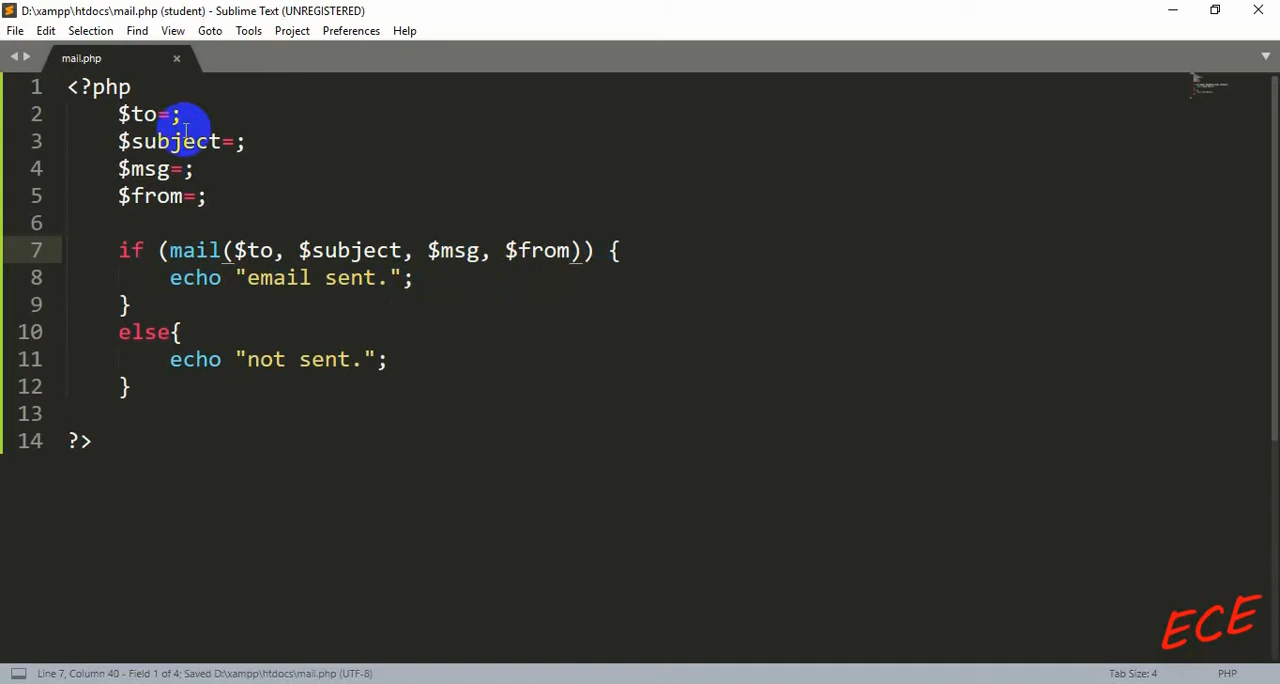 D:\xampp\htdocs\mail.php (student) - Sublime Text (UNREGISTERED)
File Edit Selection Find View Goto Tools Project Preferences Help
mail.php
1 <?php
2 $to=;
3 $subject=;
4 $msg=;
5 $from=;
6
7 if (mail($to, $subject, $msg, $from)) {
8 echo "email sent.";
9 }
10 else{
11 echo "not sent.";
12 }
13
14 ?>
ECE
Line 7, Column 40 - Field 1 of 4; Saved D:\xampp\htdocs\mail.php (UTF-8) Tab Size: 4 PHP